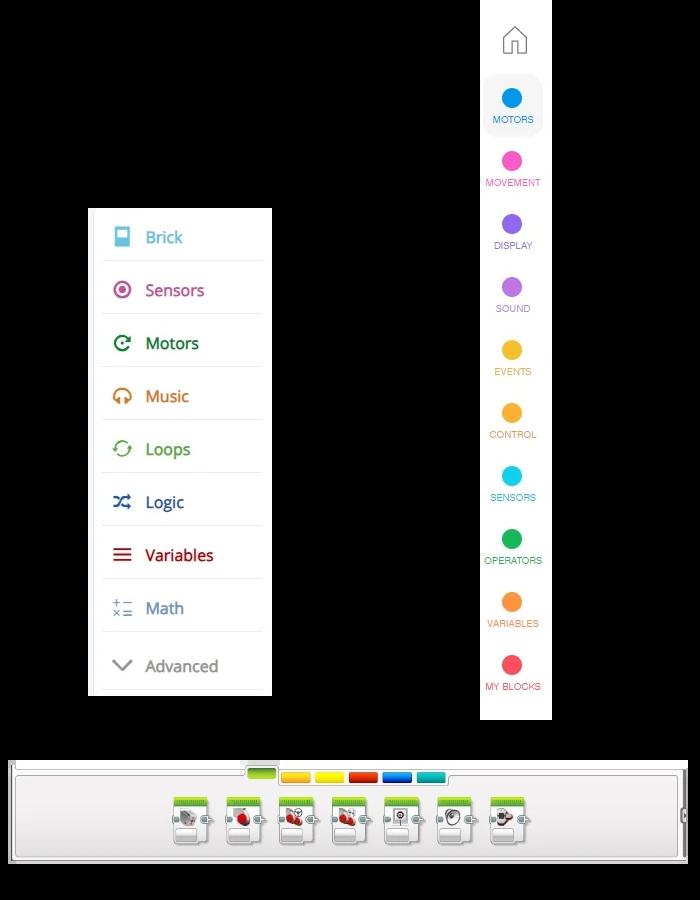 Brick
Sensors
Motors
Music
Loops
Logic
Variables
Math
Advanced
MOTORS
MOVEMENT
DISPLAY
SOUND
EVENTS
CONTROL
SENSORS
OPERATORS
VARIABLES
MY BLOCKS